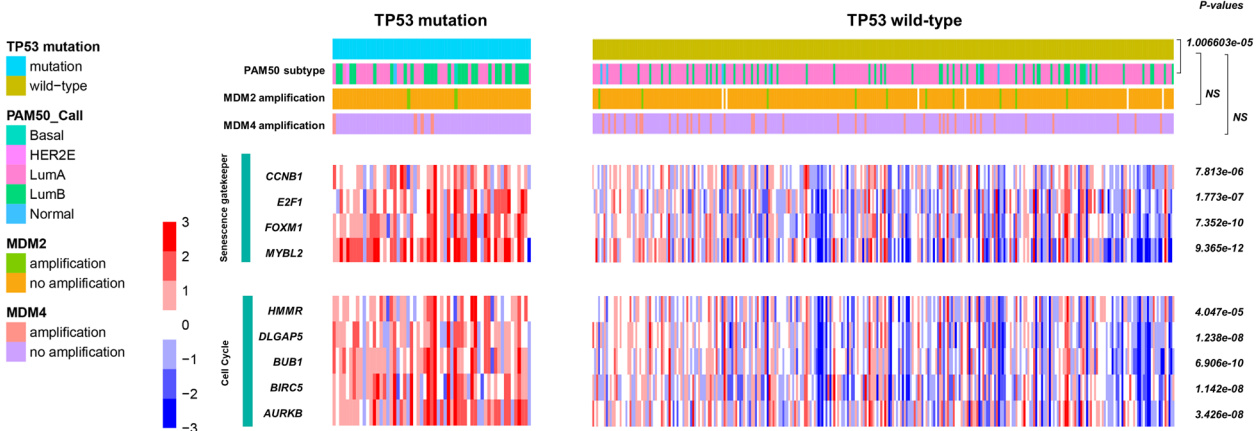 P-values
TP53 mutation
TP53 wild-type
1.006603e-05
NS
NS
PAM50 subtype
MDM2 amplification
MDM4 amplification
TP53 mutation
mutation
wild−type
PAM50_Call
Basal
HER2E
LumA
LumB
Normal
MDM2
amplification
no amplification
MDM4
amplification
no amplification
3
2
1
0
−1
−2
−3
Senescence gatekeeper
CCNB1
7.813e-06
E2F1
1.773e-07
FOXM1
7.352e-10
MYBL2
9.365e-12
Cell Cycle
HMMR
4.047e-05
DLGAP5
1.238e-08
BUB1
6.906e-10
BIRC5
1.142e-08
AURKB
3.426e-08